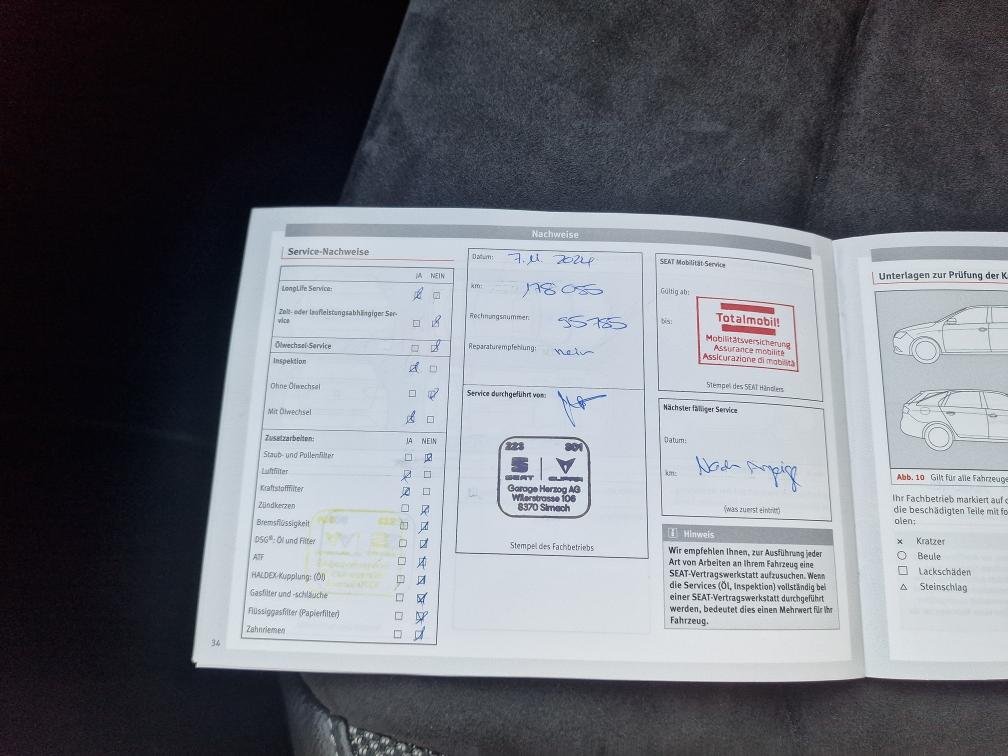 Nachweise
Service-Nachweise
JA NEIN
LongLife Service:
Zeit- oder laufleistungsabhängiger Ser-
vice
Ölwechsel-Service
Inspektion
Ohne Ölwechsel
Mit Ölwechsel
Zusatzarbeiten: JA NEIN
Staub- und Pollenfilter
Luftfilter
Kraftstofffilter
Zündkerzen
Bremsflüssigkeit
DSG®: Öl und Filter
ATF
HALDEX-Kupplung: (Öl)
Gasfilter und -schläuche
Flüssiggasfilter (Papierfilter)
Zahnriemen
34
Datum: 7.11 2024
km: 178 050
Rechnungsnummer: 95785
Reparaturempfehlung: nein
Service durchgeführt von:
223 901
SEAT CUPRA
Garage Herzog AG
Wilerstrasse 106
8370 Sirnach
Stempel des Fachbetriebs
SEAT Mobilität-Service
Gültig ab:
bis:
Totalmobil!
Mobilitätsversicherung
Assurance mobilité
Assicurazione di mobilità
Stempel des SEAT Händlers
Nächster fälliger Service
Datum:
km: Nach Anzeige
(was zuerst eintritt)
i Hinweis
Wir empfehlen Ihnen, zur Ausführung jeder
Art von Arbeiten an Ihrem Fahrzeug eine
SEAT-Vertragswerkstatt aufzusuchen. Wenn
die Services (Öl, Inspektion) vollständig bei
einer SEAT-Vertragswerkstatt durchgeführt
werden, bedeutet dies einen Mehrwert für Ihr
Fahrzeug.
Unterlagen zur Prüfung der
Abb. 10 Gilt für alle Fahrzeuge
Ihr Fachbetrieb markiert auf
die beschädigten Teile mit
olen:
× Kratzer
○ Beule
□ Lackschäden
△ Steinschlag